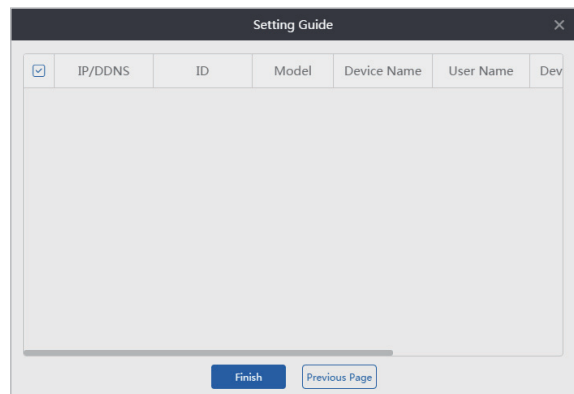 Setting Guide
IP/DDNS ID Model Device Name User Name Dev
Finish Previous Page